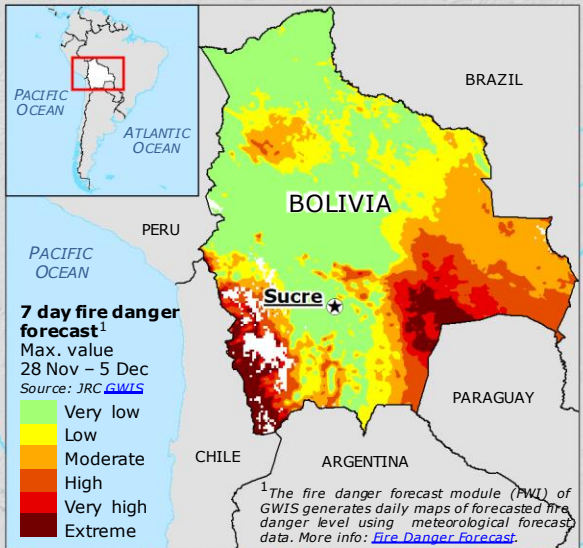 PACIFIC
OCEAN
ATLANTIC
OCEAN
BRAZIL
BOLIVIA
PERU
PACIFIC
OCEAN
Sucre
7 day fire danger
forecast1
Max. value
28 Nov – 5 Dec
Source: JRC GWIS
Very low
Low
Moderate
High
Very high
Extreme
PARAGUAY
CHILE
ARGENTINA
1The fire danger forecast module (FWI) of
GWIS generates daily maps of forecasted fire
danger level using meteorological forecast
data. More info: Fire Danger Forecast.